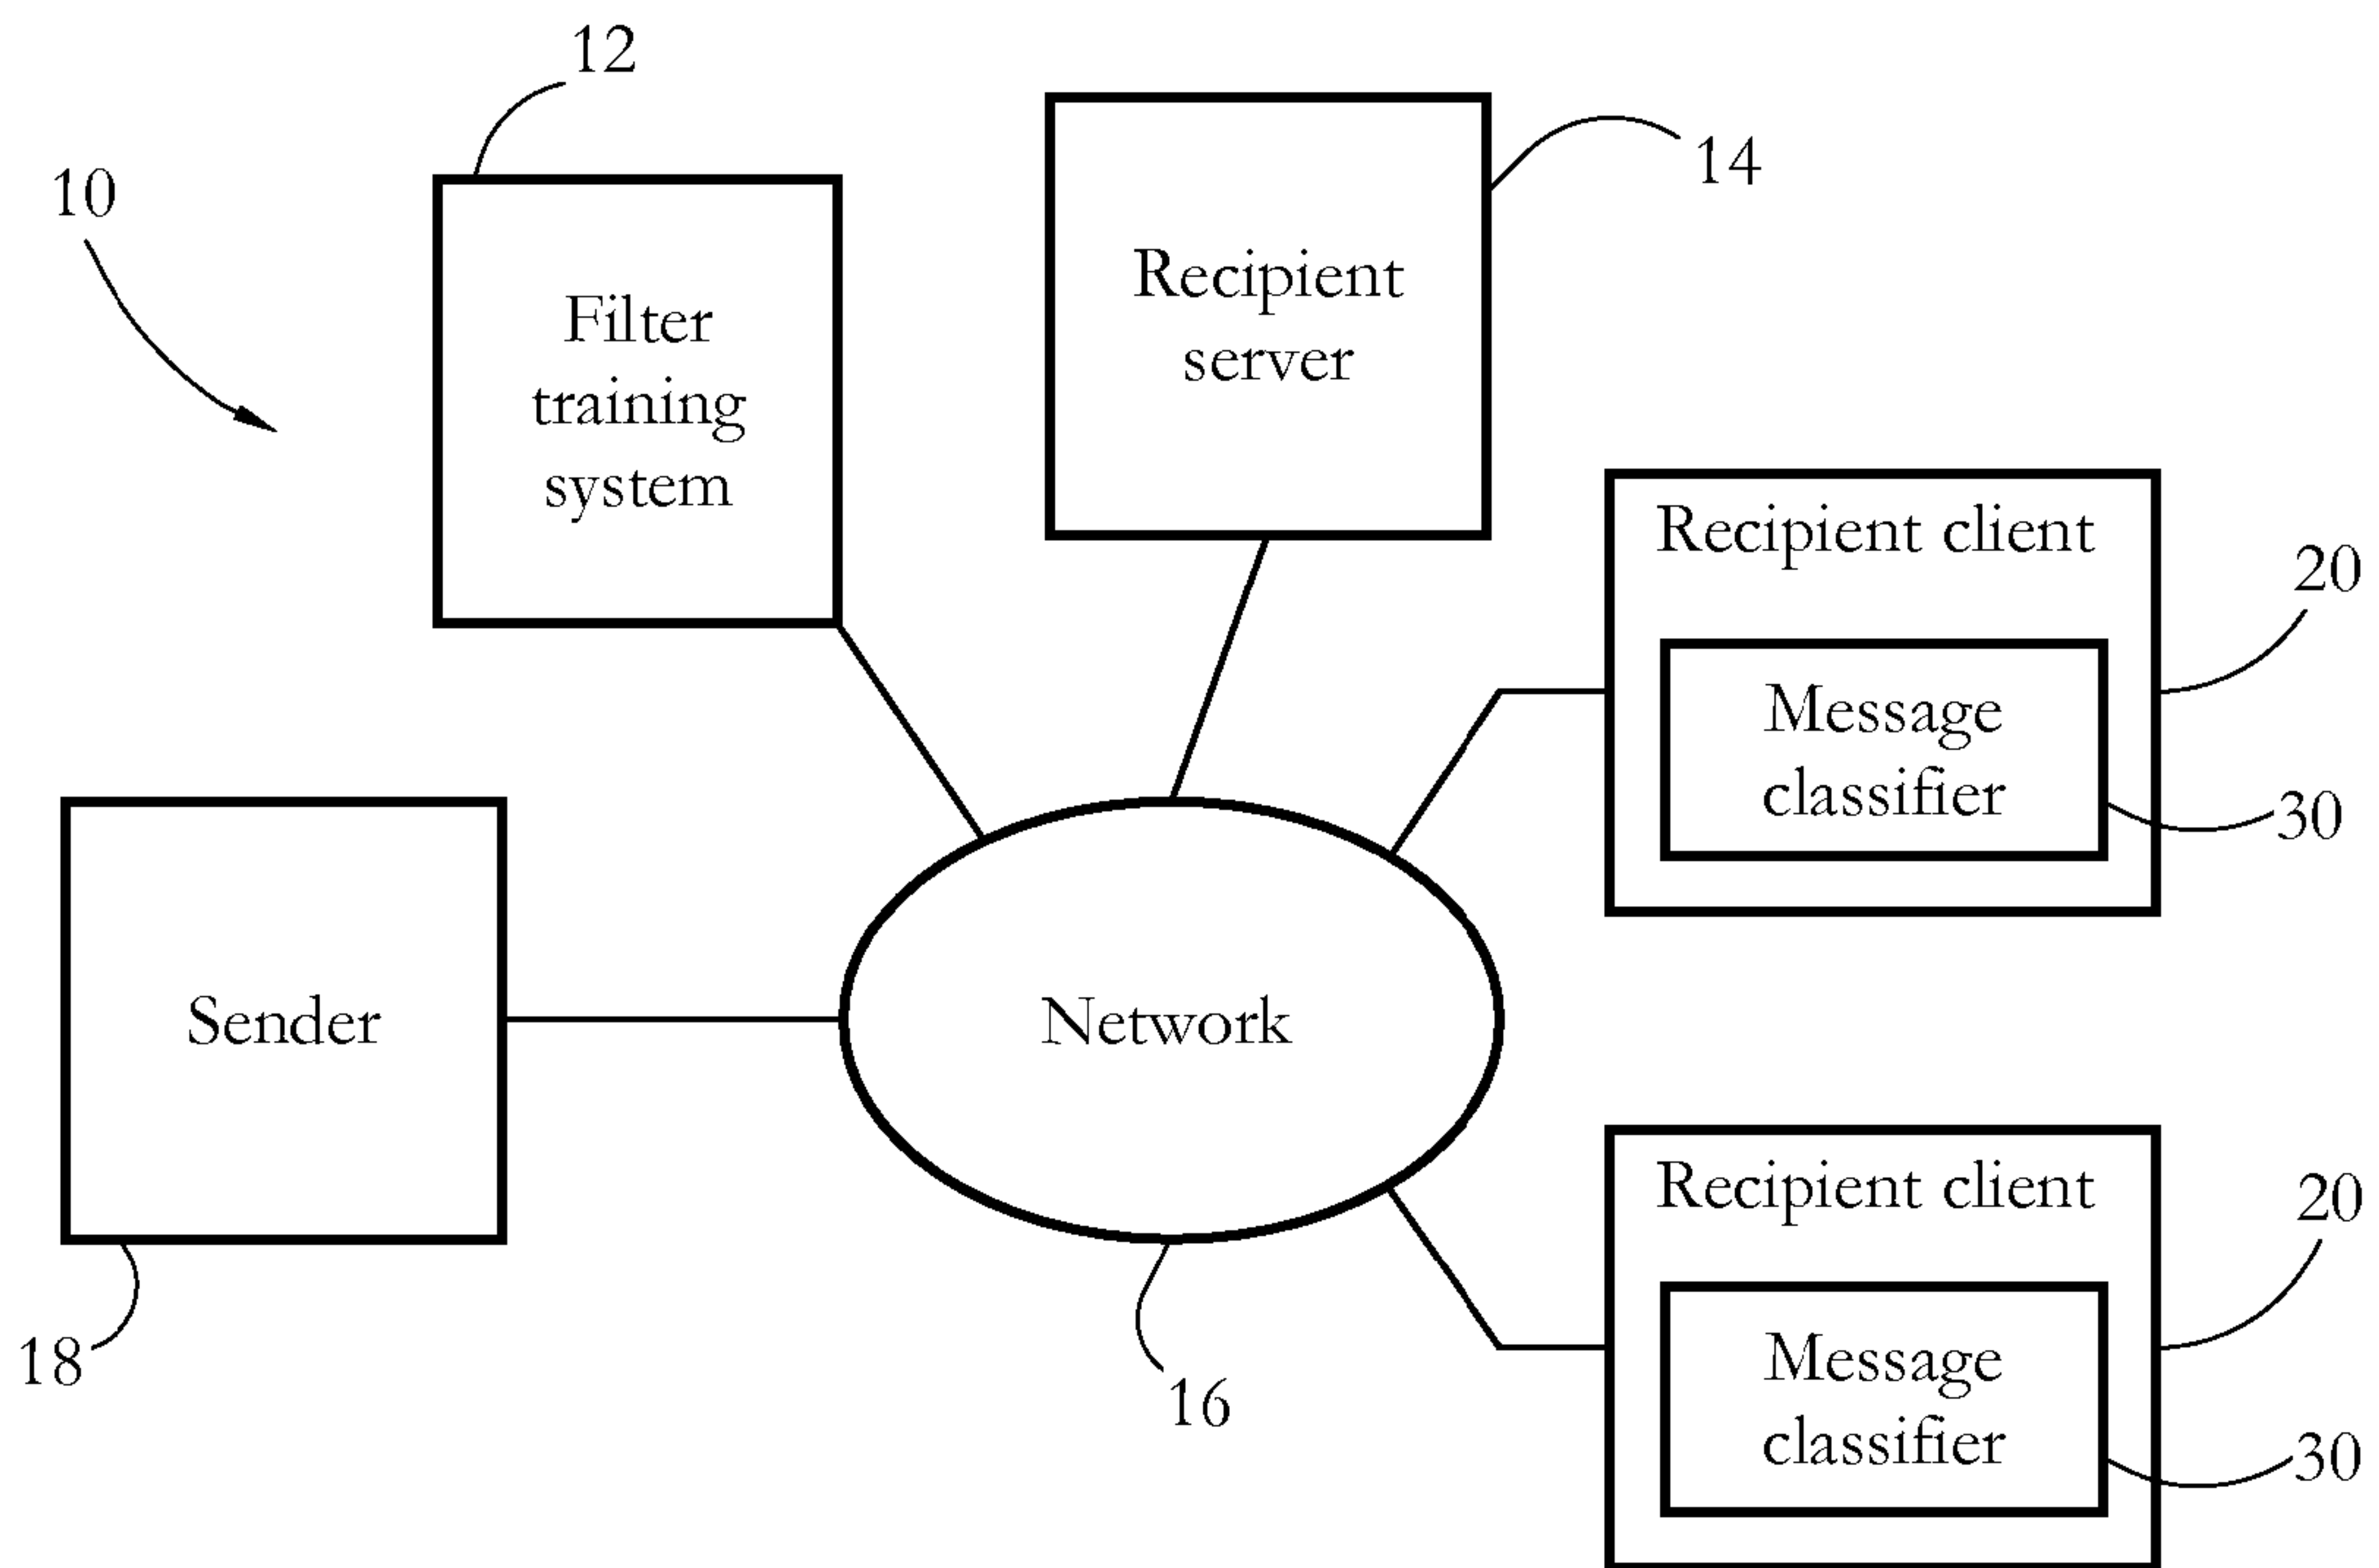 12
10
14
Filter
training
system
Recipient
server
Recipient client
20
Message
classifier
30
Sender
Network
18
16
Recipient client
20
Message
classifier
30